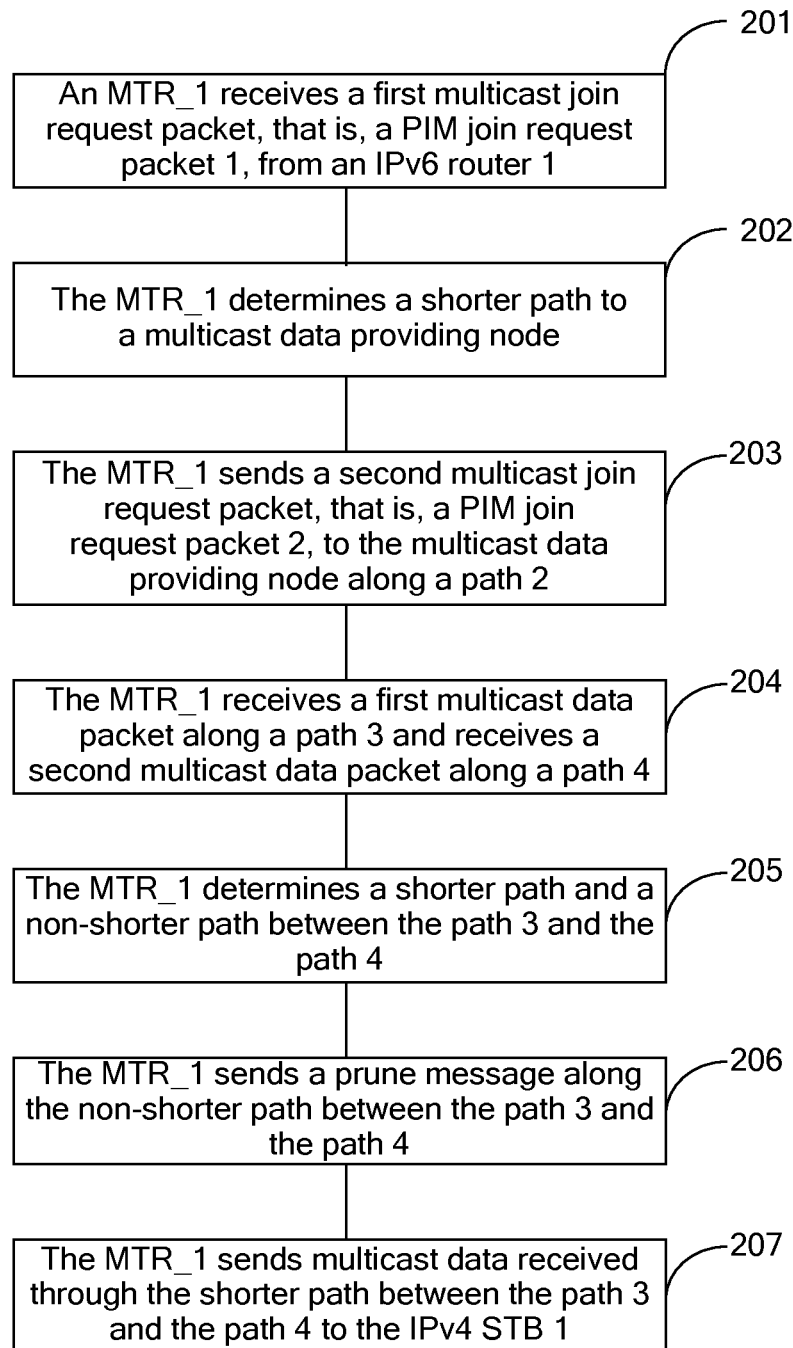 201
An MTR_1 receives a first multicast join
request packet, that is, a PIM join request
packet 1, from an IPv6 router 1
202
The MTR_1 determines a shorter path to
a multicast data providing node
203
The MTR_1 sends a second multicast join
request packet, that is, a PIM join
request packet 2, to the multicast data
providing node along a path 2
204
The MTR_1 receives a first multicast data
packet along a path 3 and receives a
second multicast data packet along a path 4
205
The MTR_1 determines a shorter path and a
non-shorter path between the path 3 and the
path 4
206
The MTR_1 sends a prune message along
the non-shorter path between the path 3 and
the path 4
207
The MTR_1 sends multicast data received
through the shorter path between the path 3
and the path 4 to the IPv4 STB 1